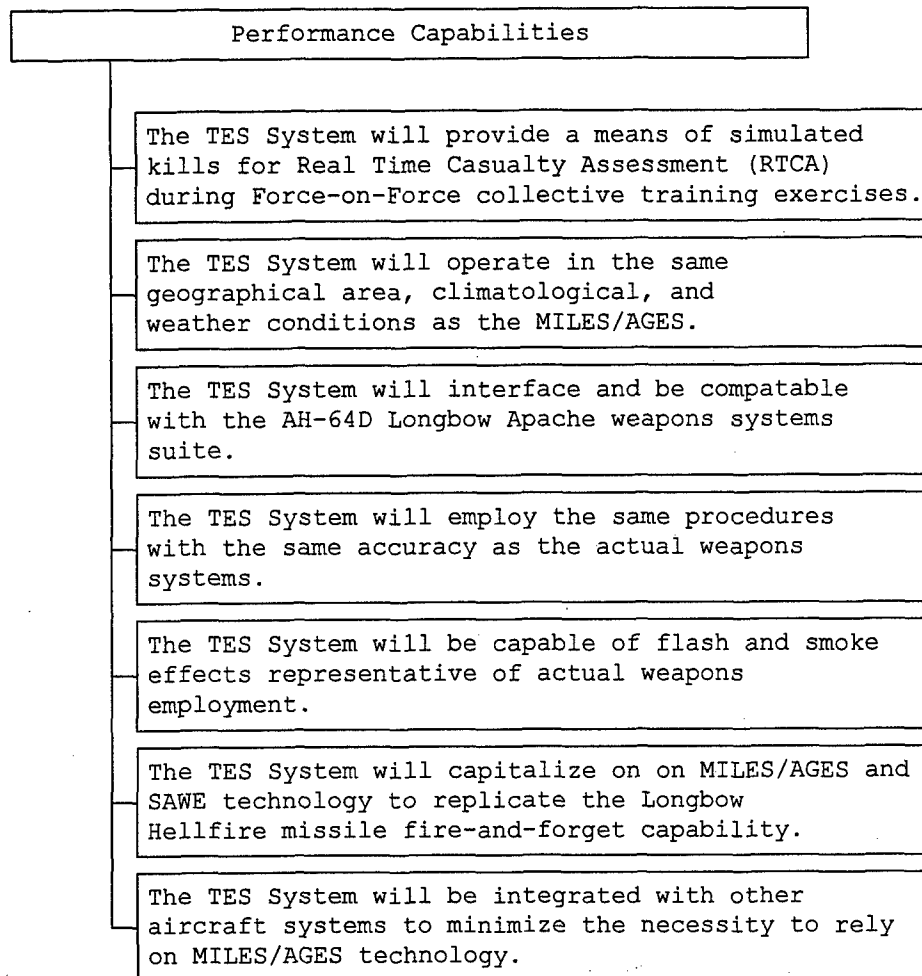 Performance Capabilities
The TES System will provide a means of simulated
kills for Real Time Casualty Assessment (RTCA)
during Force-on-Force collective training exercises.
The TES System will operate in the same
geographical area, climatological, and
weather conditions as the MILES/AGES.
The TES System will interface and be compatable
with the AH-64D Longbow Apache weapons systems
suite.
The TES System will employ the same procedures
with the same accuracy as the actual weapons
systems.
The TES System will be capable of flash and smoke
effects representative of actual weapons
employment.
The TES System will capitalize on on MILES/AGES and
SAWE technology to replicate the Longbow
Hellfire missile fire-and-forget capability.
The TES System will be integrated with other
aircraft systems to minimize the necessity to rely
on MILES/AGES technology.